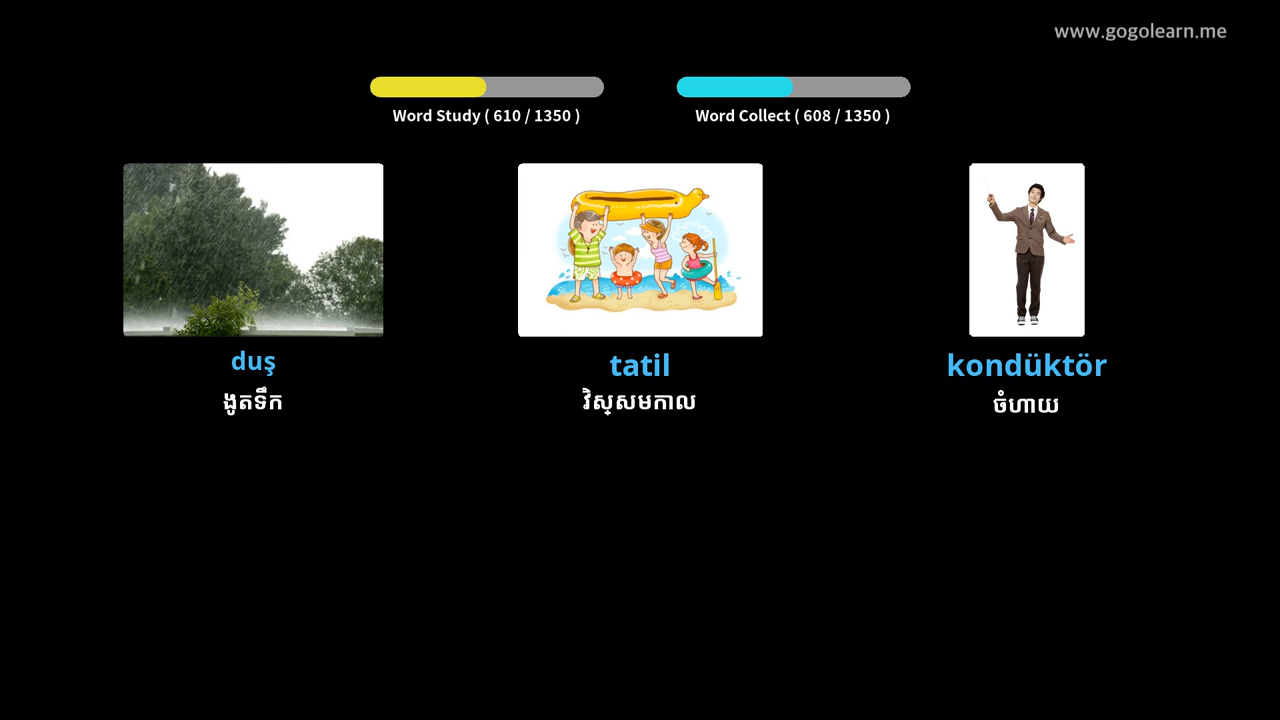 www.gogolearn.me
Word Study ( 610 / 1350 )
Word Collect ( 608 / 1350 )
duş
ងូតទឹក
tatil
វិស្សមកាល
kondüktör
ចំហាយ